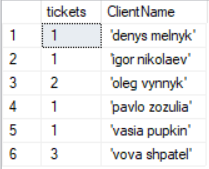 tickets ClientName
1 1 'denys melnyk'
2 1 'igor nikolaev'
3 2 'oleg vynnyk'
4 1 'pavlo zozulia'
5 1 'vasia pupkin'
6 3 'vova shpatel'